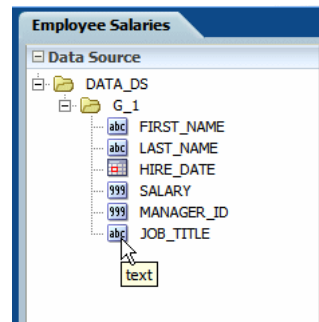 Employee Salaries
Data Source
DATA_DS
G_1
abc FIRST_NAME
abc LAST_NAME
HIRE_DATE
999 SALARY
999 MANAGER_ID
abc JOB_TITLE
text